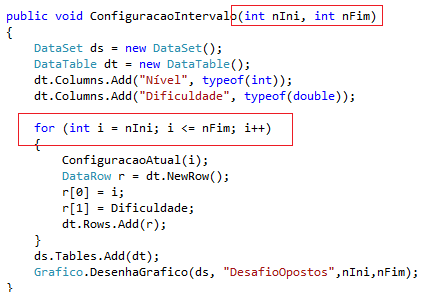 public void ConfiguracaoIntervalo(int nIni, int nFim)
{
    DataSet ds = new DataSet();
    DataTable dt = new DataTable();
    dt.Columns.Add("Nível", typeof(int));
    dt.Columns.Add("Dificuldade", typeof(double));
    for (int i = nIni; i <= nFim; i++)
    {
        ConfiguracaoAtual(i);
        DataRow r = dt.NewRow();
        r[0] = i;
        r[1] = Dificuldade;
        dt.Rows.Add(r);
    }
    ds.Tables.Add(dt);
    Grafico.DesenhaGrafico(ds, "DesafioOpostos",nIni,nFim);
}